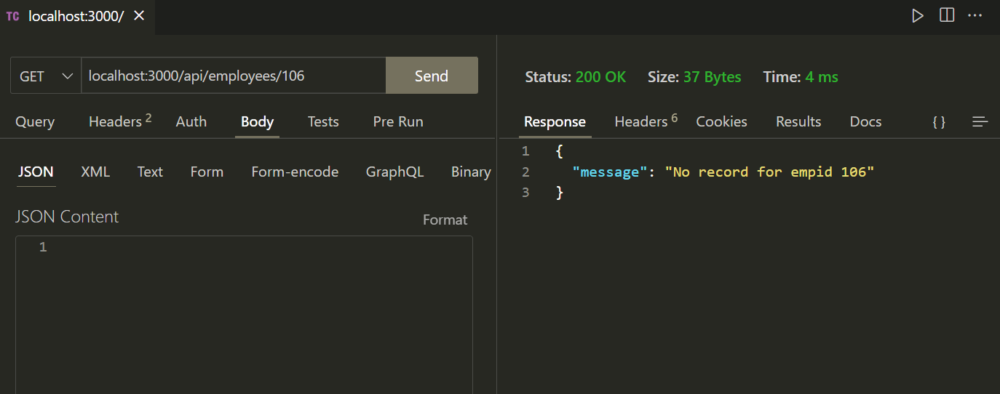 TC localhost:3000/ ×
GET localhost:3000/api/employees/106 Send
Status: 200 OK Size: 37 Bytes Time: 4 ms
Query Headers 2 Auth Body Tests Pre Run
Response Headers 6 Cookies Results Docs { }
JSON XML Text Form Form-encode GraphQL Binary
JSON Content Format
1
1 {
2 "message": "No record for empid 106"
3 }